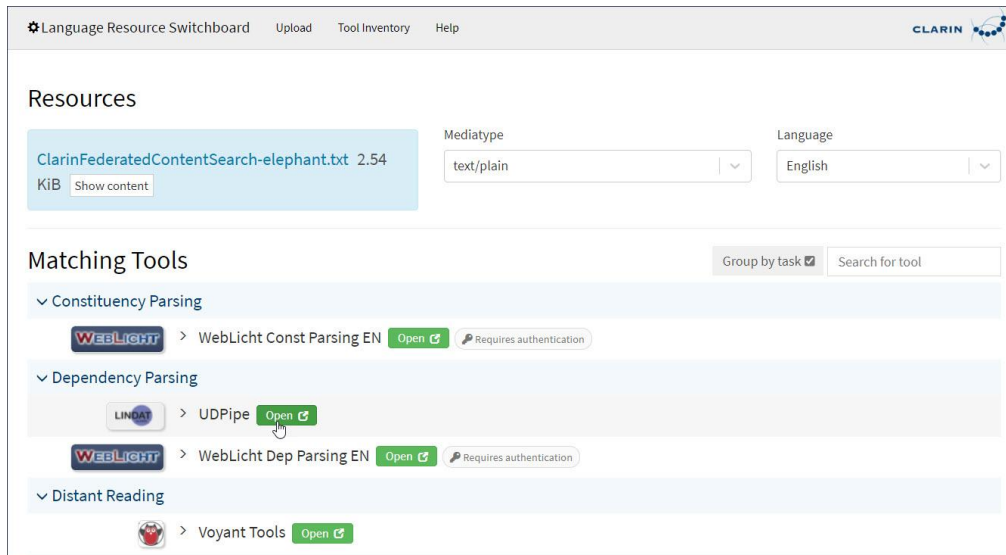 Language Resource Switchboard Upload Tool Inventory Help CLARIN
Resources
ClarinFederatedContentSearch-elephant.txt 2.54
KiB Show content
Mediatype
text/plain
Language
English
Matching Tools
Group by task Search for tool
Constituency Parsing
WEBLICHT WebLicht Const Parsing EN Open Requires authentication
Dependency Parsing
LINDAT UDPipe Open
WEBLICHT WebLicht Dep Parsing EN Open Requires authentication
Distant Reading
Voyant Tools Open